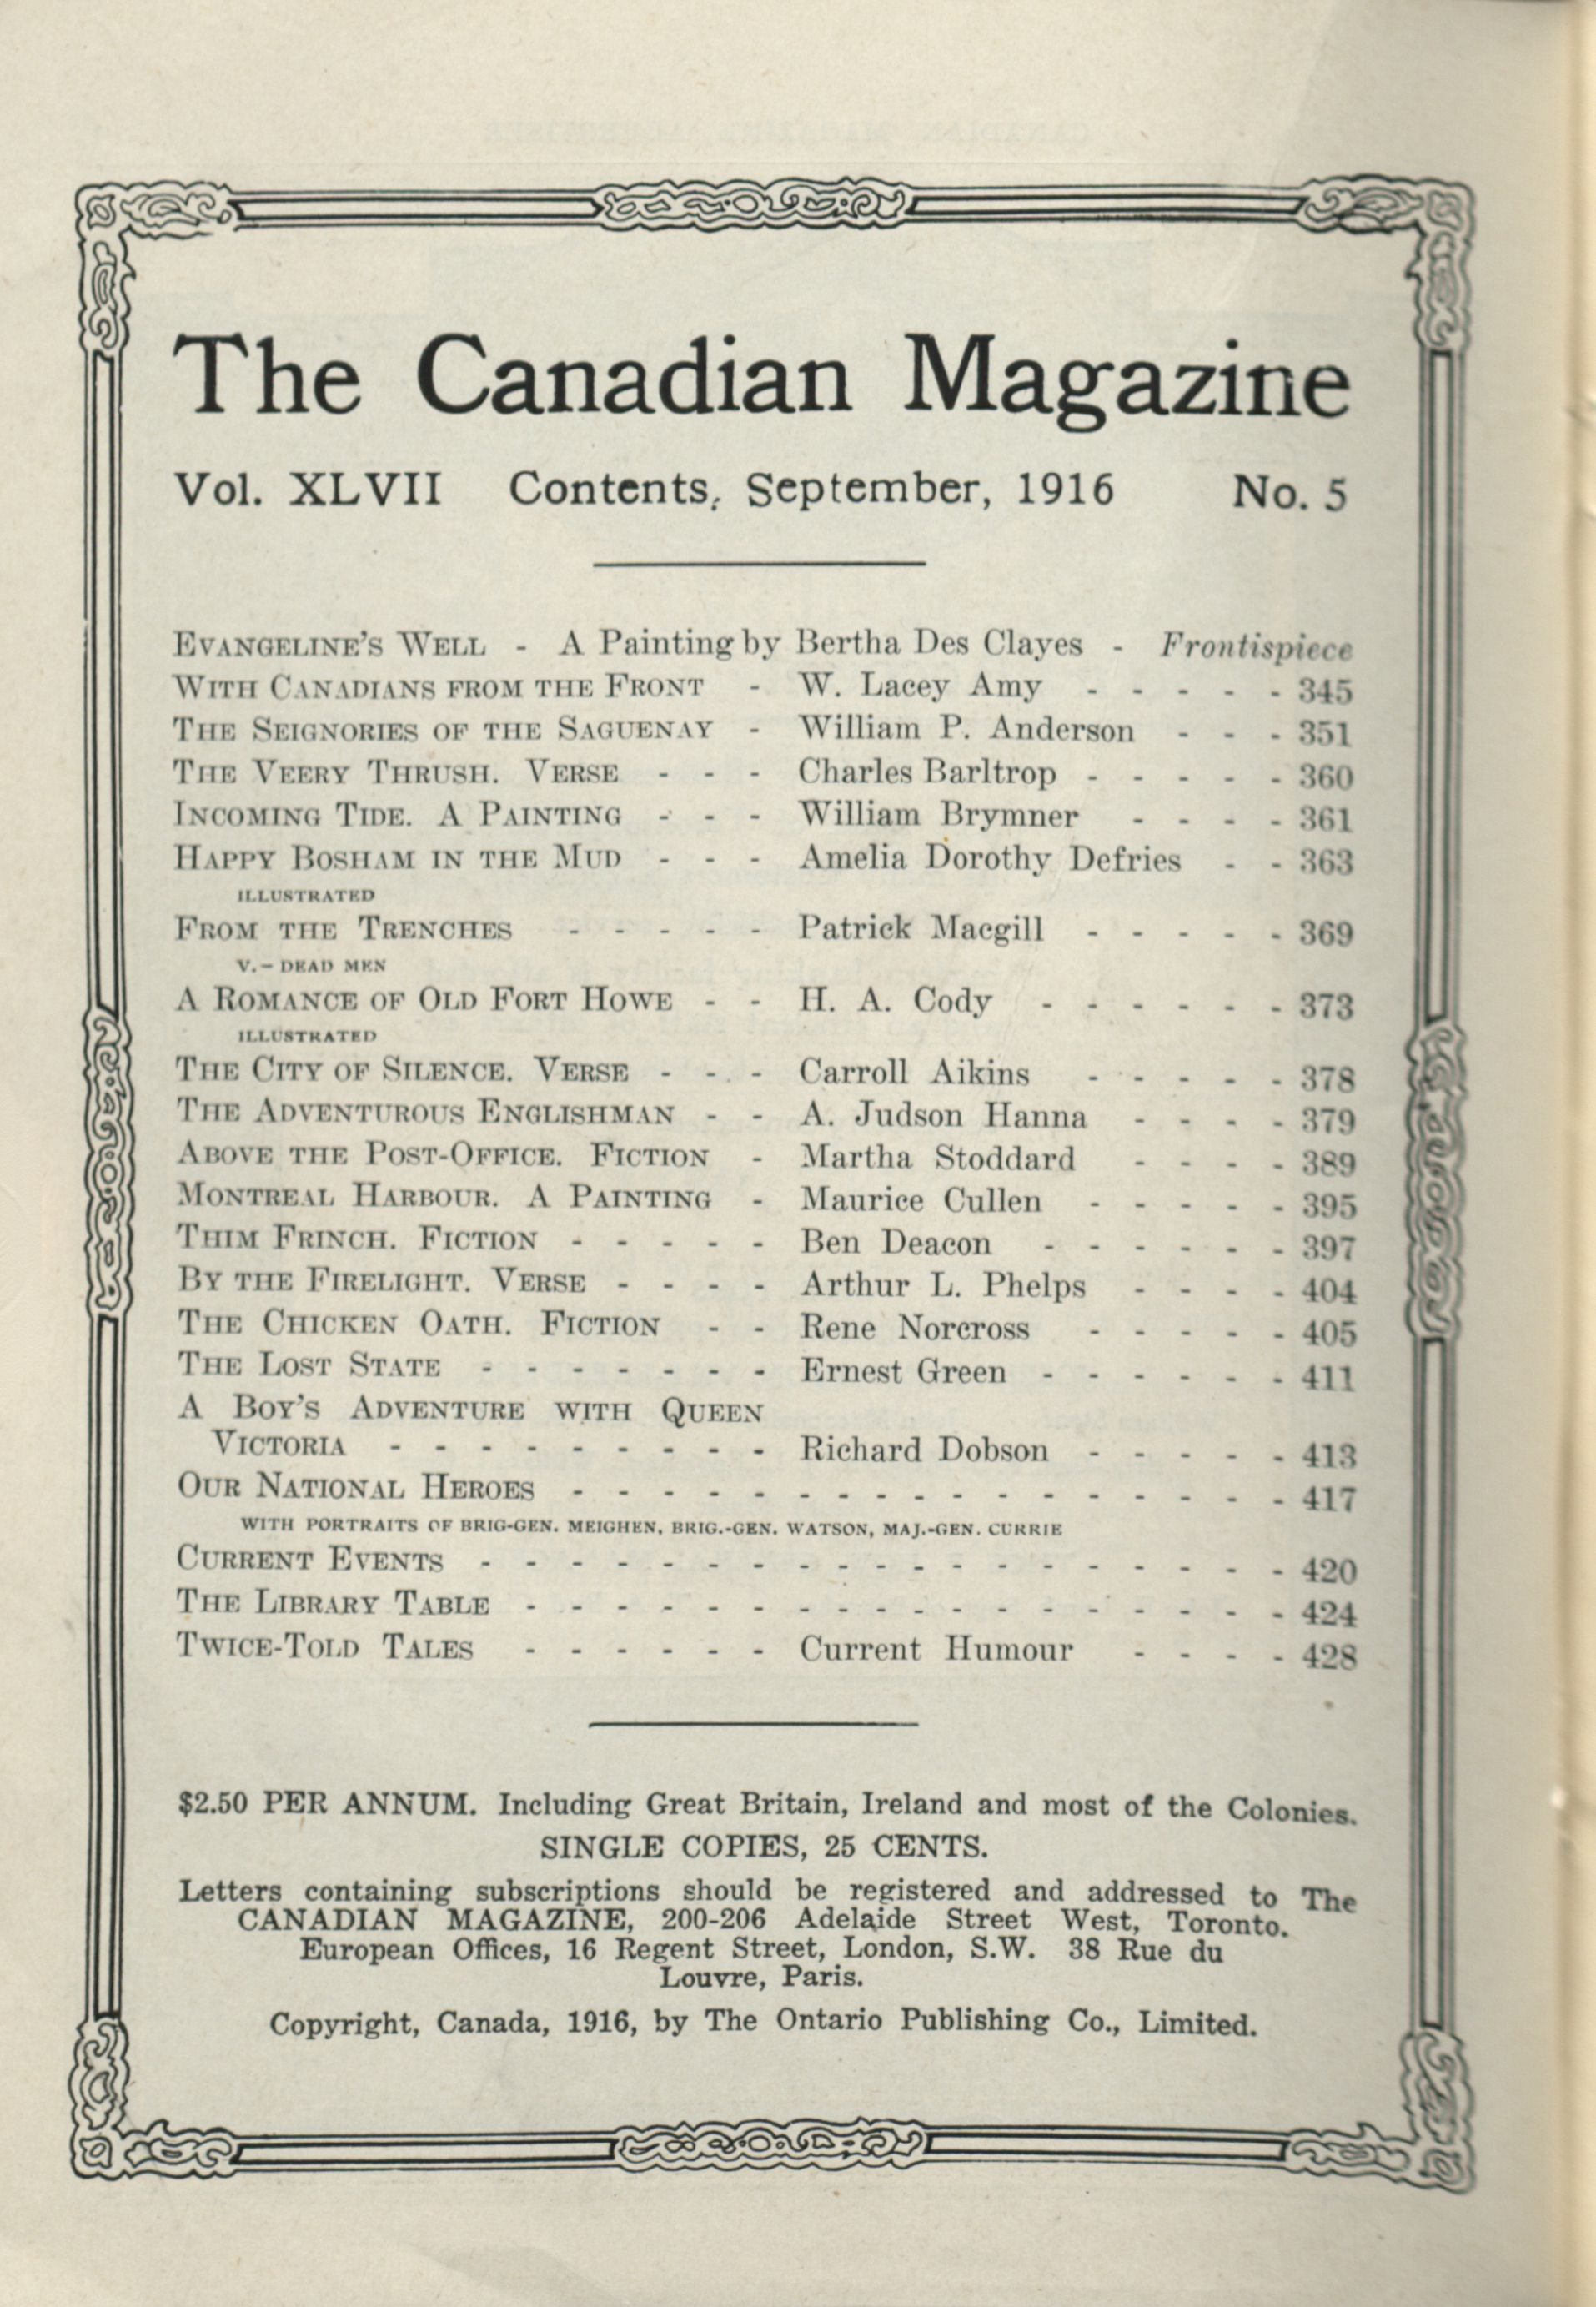 The Canadian Magazine
Vol. XLVII Contents, September, 1916 No. 5
EVANGELINE'S WELL - A Painting by Bertha Des Clayes - Frontispiece
WITH CANADIANS FROM THE FRONT - W. Lacey Amy - - - - - 345
THE SEIGNORIES OF THE SAGUENAY - William P. Anderson - - - 351
THE VEERY THRUSH. VERSE - - - Charles Barltrop - - - - - 360
INCOMING TIDE. A PAINTING - - - William Brymner - - - - 361
HAPPY BOSHAM IN THE MUD - - - Amelia Dorothy Defries - - 363
ILLUSTRATED
FROM THE TRENCHES - - - - - Patrick Macgill - - - - - 369
V.—DEAD MEN
A ROMANCE OF OLD FORT HOWE - - H. A. Cody - - - - - - 373
ILLUSTRATED
THE CITY OF SILENCE. VERSE - - - Carroll Aikins - - - - - 378
THE ADVENTUROUS ENGLISHMAN - - A. Judson Hanna - - - - 379
ABOVE THE POST-OFFICE. FICTION - Martha Stoddard - - - - 389
MONTREAL HARBOUR. A PAINTING - Maurice Cullen - - - - - 395
THIM FRINCH. FICTION - - - - - Ben Deacon - - - - - - 397
BY THE FIRELIGHT. VERSE - - - - Arthur L. Phelps - - - - 404
THE CHICKEN OATH. FICTION - - Rene Norcross - - - - - 405
THE LOST STATE - - - - - - - Ernest Green - - - - - - 411
A BOY'S ADVENTURE WITH QUEEN
VICTORIA - - - - - - - - - Richard Dobson - - - - - 413
OUR NATIONAL HEROES - - - - - - - - - - - - - - - - - - 417
WITH PORTRAITS OF BRIG-GEN. MEIGHEN, BRIG.-GEN. WATSON, MAJ.-GEN. CURRIE
CURRENT EVENTS - - - - - - - - - - - - - - - - - - - - 420
THE LIBRARY TABLE - - - - - - - - - - - - - - - - - - - 424
TWICE-TOLD TALES - - - - - - Current Humour - - - - 428
$2.50 PER ANNUM. Including Great Britain, Ireland and most of the Colonies.
SINGLE COPIES, 25 CENTS.
Letters containing subscriptions should be registered and addressed to The
CANADIAN MAGAZINE, 200-206 Adelaide Street West, Toronto.
European Offices, 16 Regent Street, London, S.W. 38 Rue du
Louvre, Paris.
Copyright, Canada, 1916, by The Ontario Publishing Co., Limited.